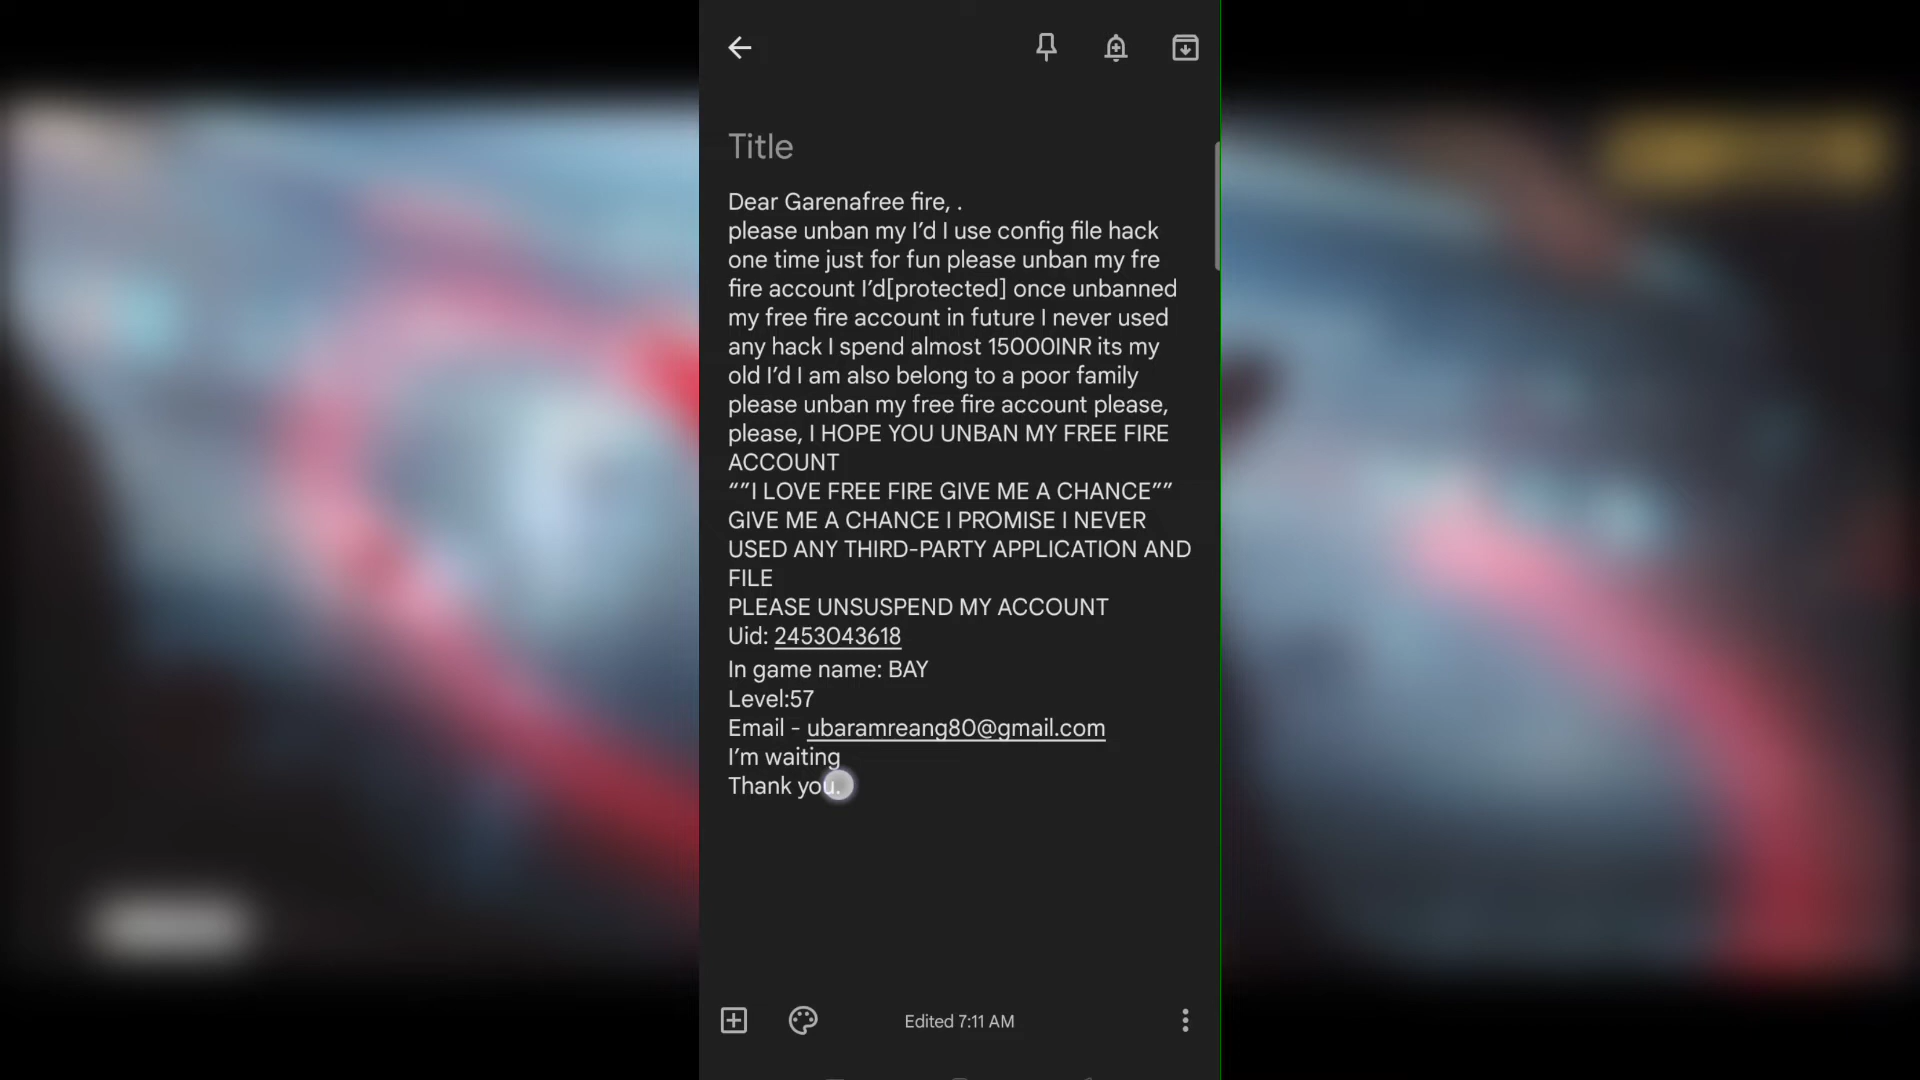 Title
Dear Garenafree fire, .
please unban my I’d I use config file hack
one time just for fun please unban my fre
fire account I’d[protected] once unbanned
my free fire account in future I never used
any hack I spend almost 15000INR its my
old I’d I am also belong to a poor family
please unban my free fire account please,
please, I HOPE YOU UNBAN MY FREE FIRE
ACCOUNT
“”I LOVE FREE FIRE GIVE ME A CHANCE””
GIVE ME A CHANCE I PROMISE I NEVER
USED ANY THIRD-PARTY APPLICATION AND
FILE
PLEASE UNSUSPEND MY ACCOUNT
Uid: 2453043618
In game name: BAY
Level:57
Email - ubaramreang80@gmail.com
I’m waiting
Thank you.
Edited 7:11 AM